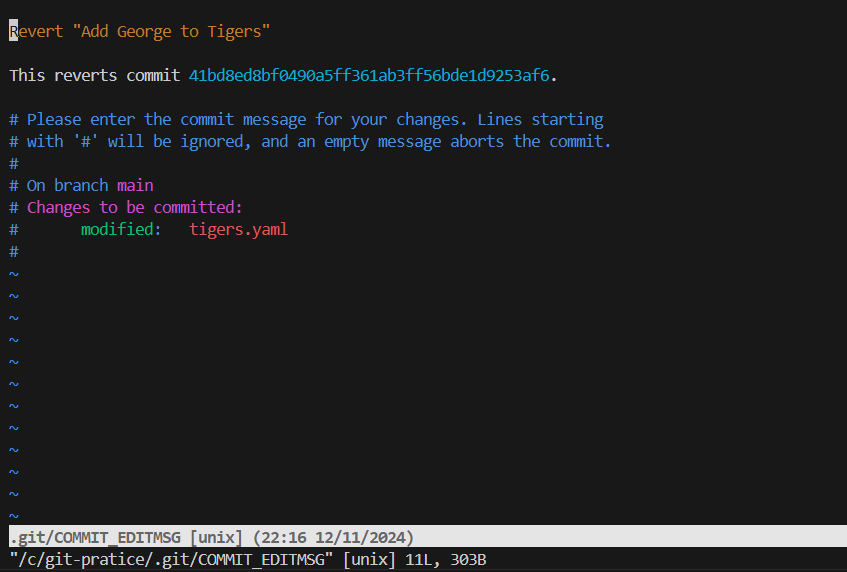 Revert "Add George to Tigers"
This reverts commit 41bd8ed8bf0490a5ff361ab3ff56bde1d9253af6.
# Please enter the commit message for your changes. Lines starting
# with '#' will be ignored, and an empty message aborts the commit.
#
# On branch main
# Changes to be committed:
#       modified:   tigers.yaml
#
~
~
~
~
~
~
~
~
~
~
~
~
.git/COMMIT_EDITMSG [unix] (22:16 12/11/2024)
"/c/git-pratice/.git/COMMIT_EDITMSG" [unix] 11L, 303B